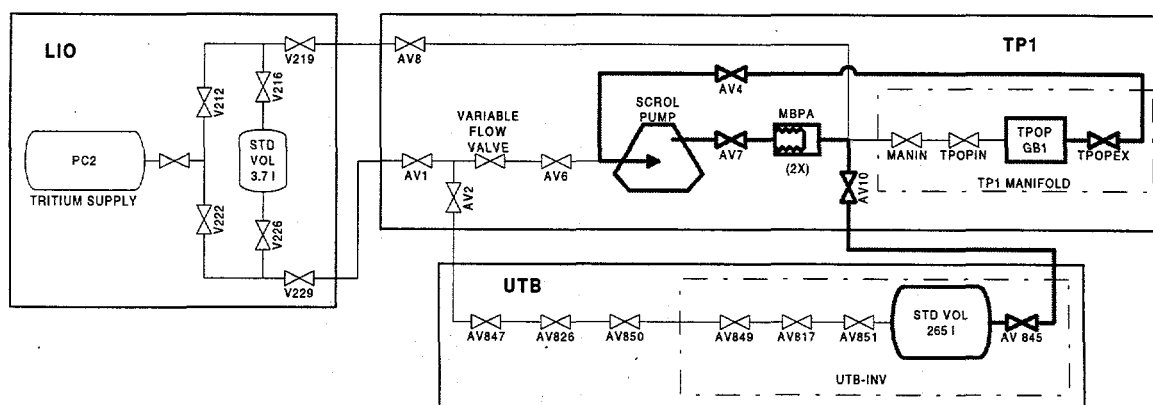 LIO
PC2
TRITIUM SUPPLY
V212
V222
V216
STD
VOL
3.7 l
V226
V219
V229
TP1
AV8
AV4
SCROL
PUMP
MBPA
(2X)
AV7
VARIABLE
FLOW
VALVE
AV1
AV6
AV2
AV10
MANIN
TPOPIN
TPOP
GB1
TPOPEX
TP1 MANIFOLD
UTB
AV847
AV826
AV850
AV849
AV817
AV851
STD VOL
265 l
AV 845
UTB-INV